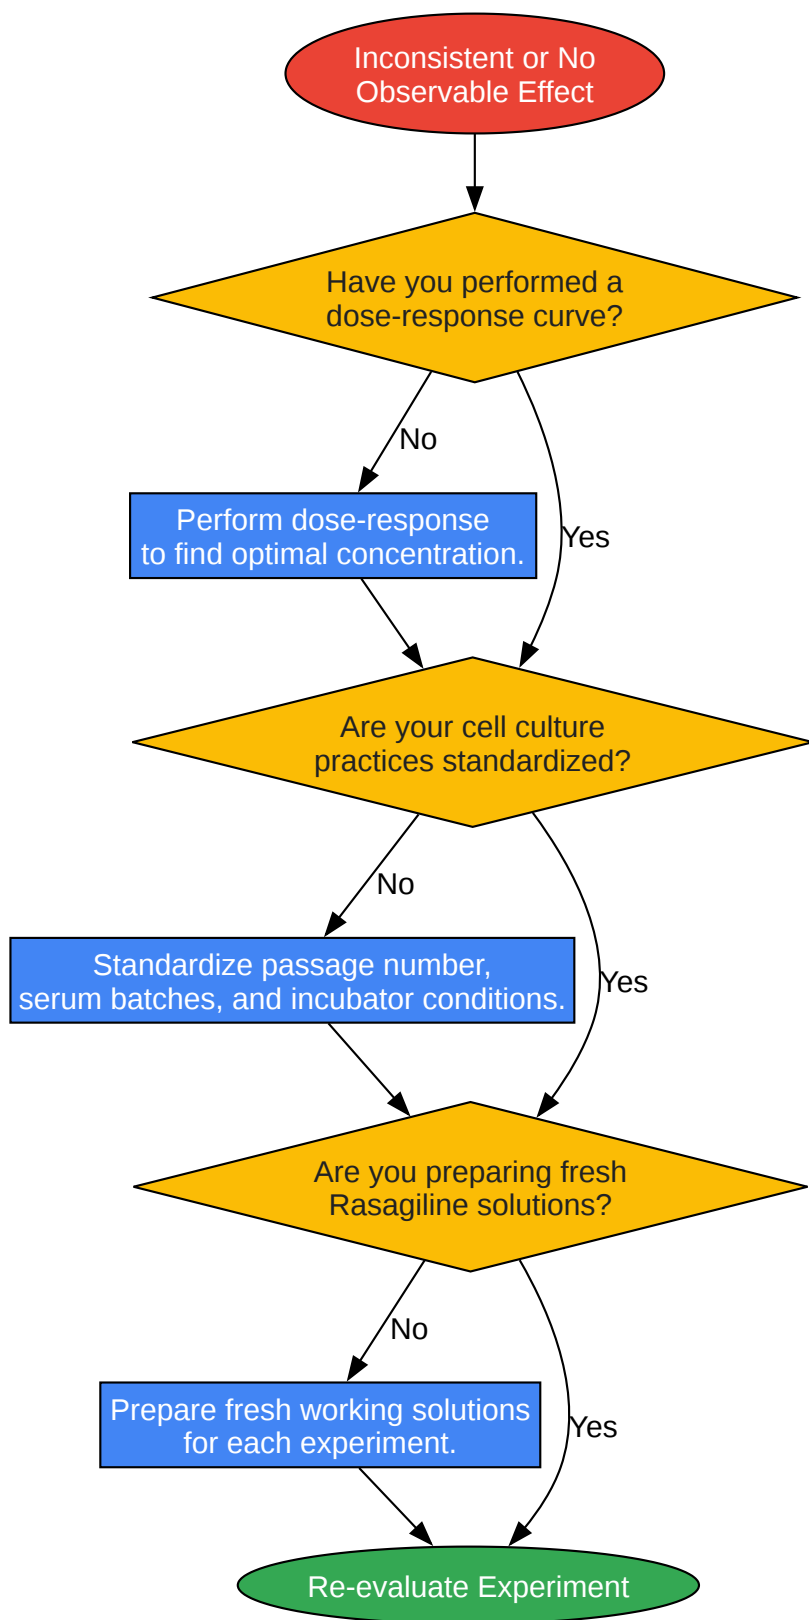 Inconsistent or No
Observable Effect
Have you performed a
dose-response curve?
No
Perform dose-response
to find optimal concentration.
Yes
Are your cell culture
practices standardized?
No
Standardize passage number,
serum batches, and incubator conditions.
Yes
Are you preparing fresh
Rasagiline solutions?
No
Prepare fresh working solutions
for each experiment.
Yes
Re-evaluate Experiment